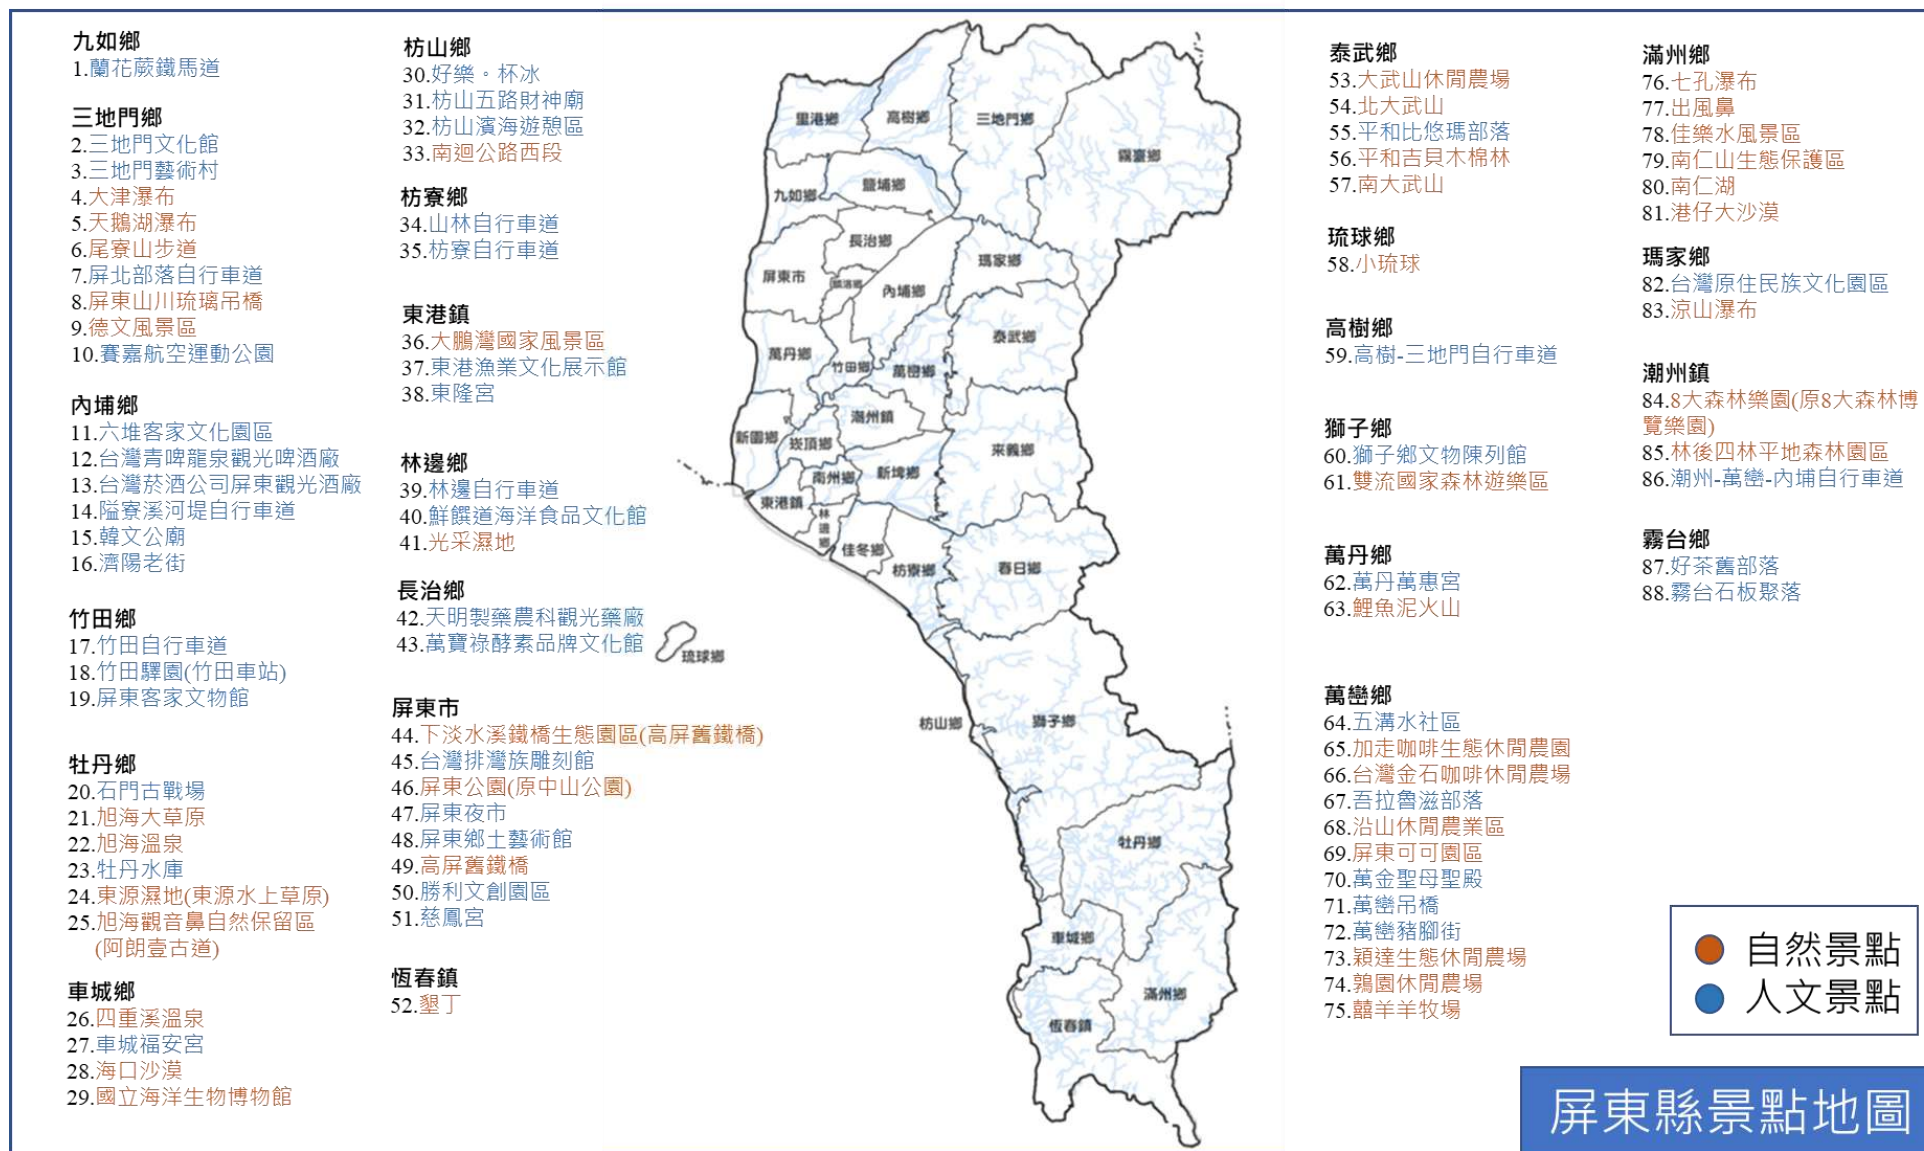 九如鄉
1.蘭花蕨鐵馬道
三地門鄉
2.三地門文化館
3.三地門藝術村
4.大津瀑布
5.天鵝湖瀑布
6.尾寮山步道
7.屏北部落自行車道
8.屏東山川琉璃吊橋
9.德文風景區
10.賽嘉航空運動公園
內埔鄉
11.六堆客家文化園區
12.台灣青啤龍泉觀光啤酒廠
13.台灣菸酒公司屏東觀光酒廠
14.隘寮溪河堤自行車道
15.韓文公廟
16.濟陽老街
竹田鄉
17.竹田自行車道
18.竹田驛園(竹田車站)
19.屏東客家文物館
牡丹鄉
20.石門古戰場
21.旭海大草原
22.旭海溫泉
23.牡丹水庫
24.東源濕地(東源水上草原)
25.旭海觀音鼻自然保留區
(阿朗壹古道)
車城鄉
26.四重溪溫泉
27.車城福安宮
28.海口沙漠
29.國立海洋生物博物館
枋山鄉
30.好樂。杯冰
31.枋山五路財神廟
32.枋山濱海遊憩區
33.南迴公路西段
枋寮鄉
34.山林自行車道
35.枋寮自行車道
東港鎮
36.大鵬灣國家風景區
37.東港漁業文化展示館
38.東隆宮
林邊鄉
39.林邊自行車道
40.鮮饌道海洋食品文化館
41.光采濕地
長治鄉
42.天明製藥農科觀光藥廠
43.萬寶祿酵素品牌文化館
屏東市
44.下淡水溪鐵橋生態園區(高屏舊鐵橋)
45.台灣排灣族雕刻館
46.屏東公園(原中山公園)
47.屏東夜市
48.屏東鄉土藝術館
49.高屏舊鐵橋
50.勝利文創園區
51.慈鳳宮
恆春鎮
52.墾丁
里港鄉
高樹鄉
三地門鄉
霧臺鄉
九如鄉
鹽埔鄉
長治鄉
屏東市
麟洛鄉
內埔鄉
瑪家鄉
萬丹鄉
竹田鄉
萬巒鄉
泰武鄉
新園鄉
崁頂鄉
潮州鎮
來義鄉
東港鎮
南州鄉
新埤鄉
林邊鄉
佳冬鄉
枋寮鄉
春日鄉
琉球鄉
枋山鄉
獅子鄉
牡丹鄉
車城鄉
滿州鄉
恆春鎮
泰武鄉
53.大武山休閒農場
54.北大武山
55.平和比悠瑪部落
56.平和吉貝木棉林
57.南大武山
琉球鄉
58.小琉球
高樹鄉
59.高樹-三地門自行車道
獅子鄉
60.獅子鄉文物陳列館
61.雙流國家森林遊樂區
萬丹鄉
62.萬丹萬惠宮
63.鯉魚泥火山
萬巒鄉
64.五溝水社區
65.加走咖啡生態休閒農園
66.台灣金石咖啡休閒農場
67.吾拉魯滋部落
68.沿山休閒農業區
69.屏東可可園區
70.萬金聖母聖殿
71.萬巒吊橋
72.萬巒豬腳街
73.穎達生態休閒農場
74.鶉園休閒農場
75.囍羊羊牧場
滿州鄉
76.七孔瀑布
77.出風鼻
78.佳樂水風景區
79.南仁山生態保護區
80.南仁湖
81.港仔大沙漠
瑪家鄉
82.台灣原住民族文化園區
83.涼山瀑布
潮州鎮
84.8大森林樂園(原8大森林博
覽樂園)
85.林後四林平地森林園區
86.潮州-萬巒-內埔自行車道
霧台鄉
87.好茶舊部落
88.霧台石板聚落
自然景點
人文景點
屏東縣景點地圖